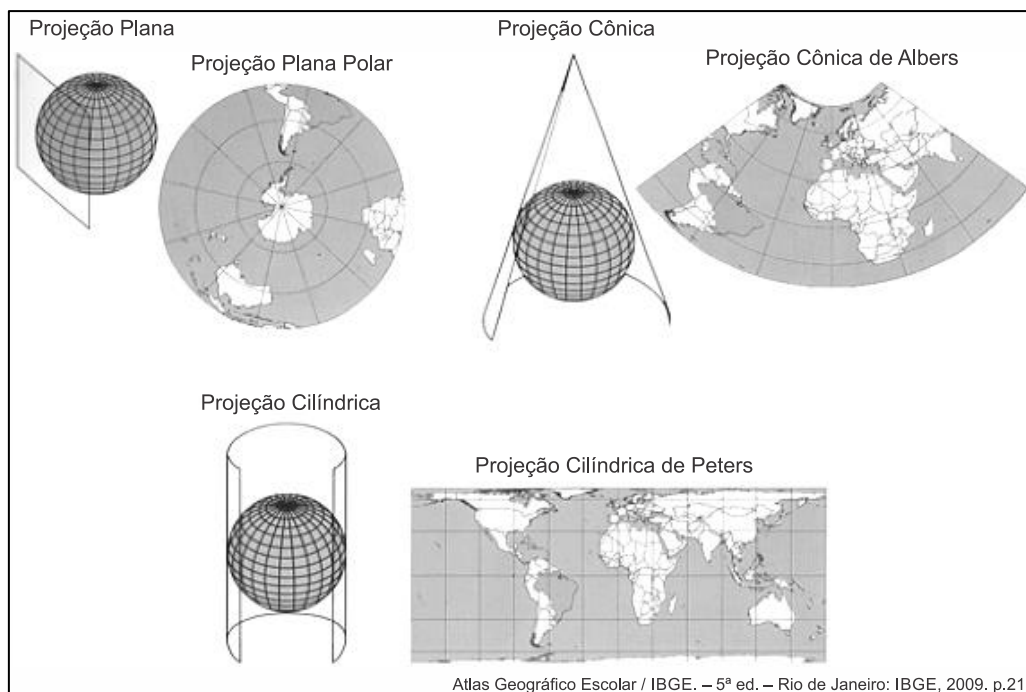 Projeção Plana
Projeção Plana Polar
Projeção Cônica
Projeção Cônica de Albers
Projeção Cilíndrica
Projeção Cilíndrica de Peters
Atlas Geográfico Escolar / IBGE. – 5ª ed. – Rio de Janeiro: IBGE, 2009. p.21